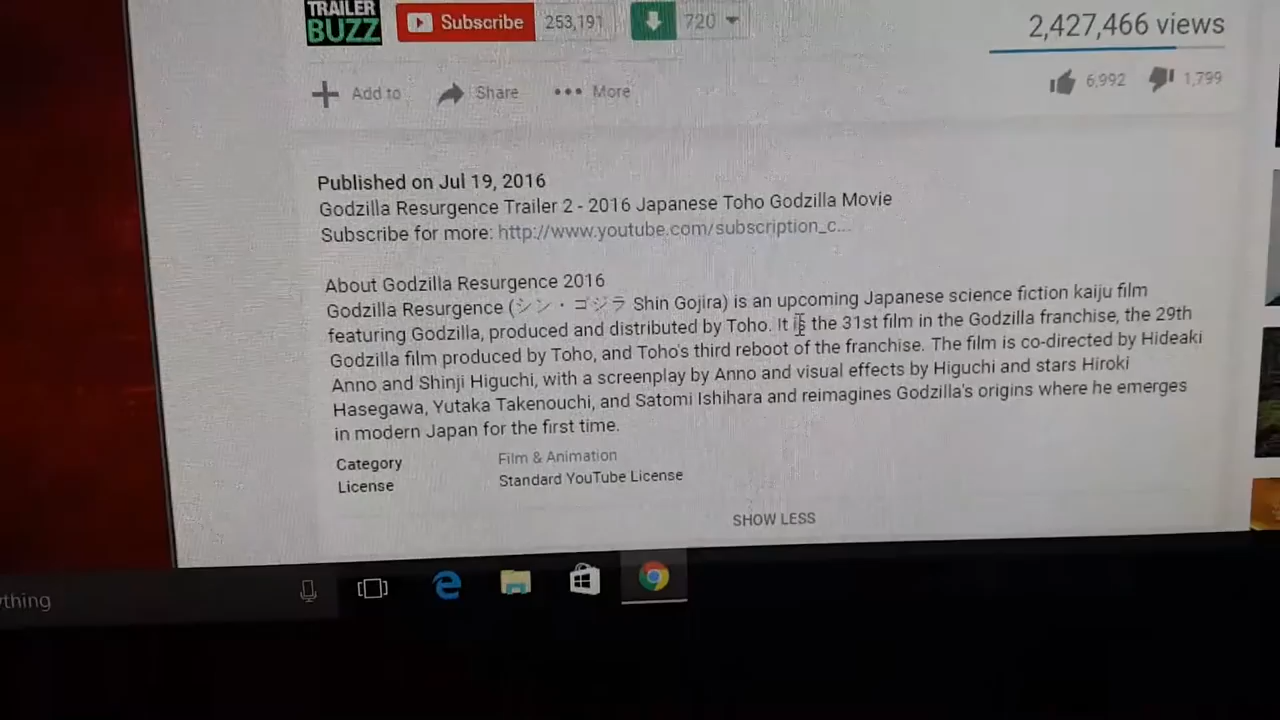 TRAILER
BUZZ
Subscribe 253,191 720
2,427,466 views
Add to Share More
6,992 1,799
Published on Jul 19, 2016
Godzilla Resurgence Trailer 2 - 2016 Japanese Toho Godzilla Movie
Subscribe for more: http://www.youtube.com/subscription_c...
About Godzilla Resurgence 2016
Godzilla Resurgence (シン・ゴジラ Shin Gojira) is an upcoming Japanese science fiction kaiju film
featuring Godzilla, produced and distributed by Toho. It is the 31st film in the Godzilla franchise, the 29th
Godzilla film produced by Toho, and Toho's third reboot of the franchise. The film is co-directed by Hideaki
Anno and Shinji Higuchi, with a screenplay by Anno and visual effects by Higuchi and stars Hiroki
Hasegawa, Yutaka Takenouchi, and Satomi Ishihara and reimagines Godzilla's origins where he emerges
in modern Japan for the first time.
Category Film & Animation
License Standard YouTube License
SHOW LESS
thing